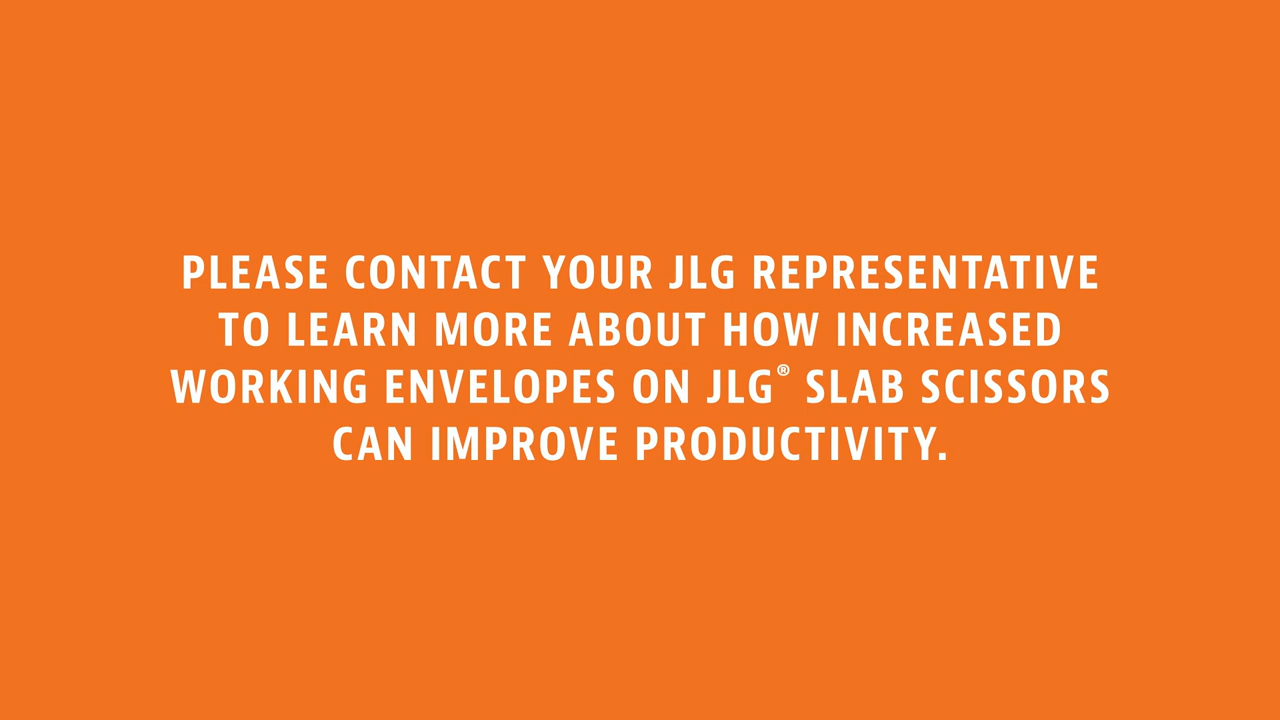 PLEASE CONTACT YOUR JLG REPRESENTATIVE
TO LEARN MORE ABOUT HOW INCREASED
WORKING ENVELOPES ON JLG® SLAB SCISSORS
CAN IMPROVE PRODUCTIVITY.